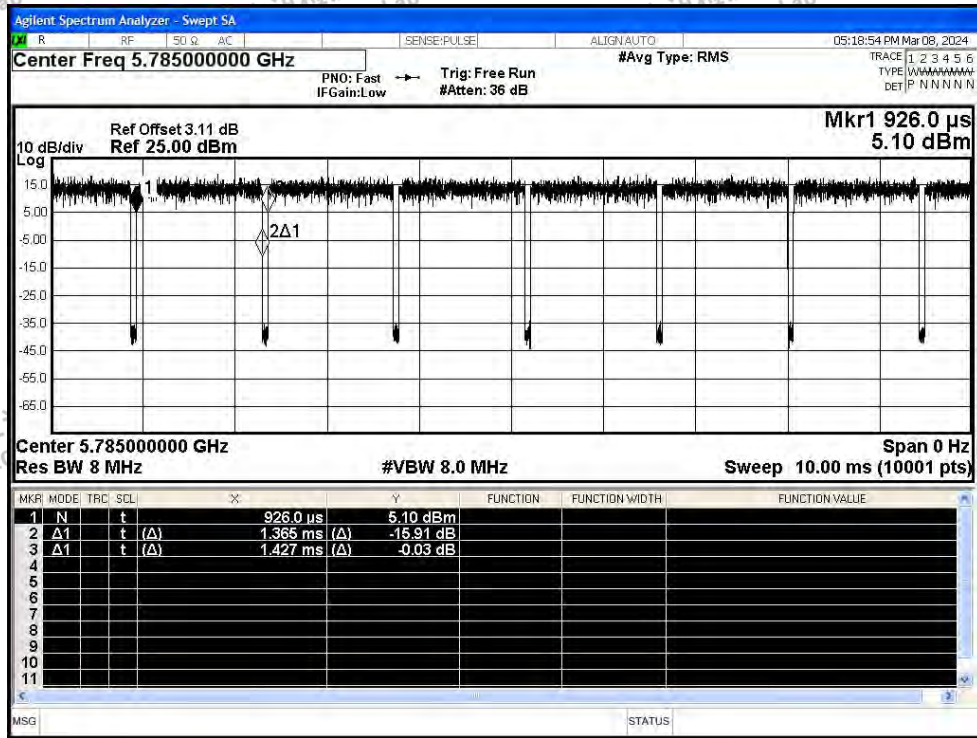 Agilent Spectrum Analyzer - Swept SA
R RF 50 Ω AC SENSE:PULSE ALIGN AUTO 05:18:54 PM Mar 08, 2024
Center Freq 5.785000000 GHz #Avg Type: RMS TRACE 1 2 3 4 5 6
PNO: Fast Trig: Free Run TYPE WWWWWW
IFGain:Low #Atten: 36 dB DET P N N N N N
Ref Offset 3.11 dB Mkr1 926.0 µs
10 dB/div Ref 25.00 dBm 5.10 dBm
Log
15.0
1
5.00
2Δ1
-5.00
-15.0
-25.0
-35.0
-45.0
-55.0
-65.0
Center 5.785000000 GHz Span 0 Hz
Res BW 8 MHz #VBW 8.0 MHz Sweep 10.00 ms (10001 pts)
MKR MODE TRC SCL X Y FUNCTION FUNCTION WIDTH FUNCTION VALUE
1 N t 926.0 µs 5.10 dBm
2 Δ1 t (Δ) 1.365 ms (Δ) -15.91 dB
3 Δ1 t (Δ) 1.427 ms (Δ) -0.03 dB
4
5
6
7
8
9
10
11
MSG STATUS